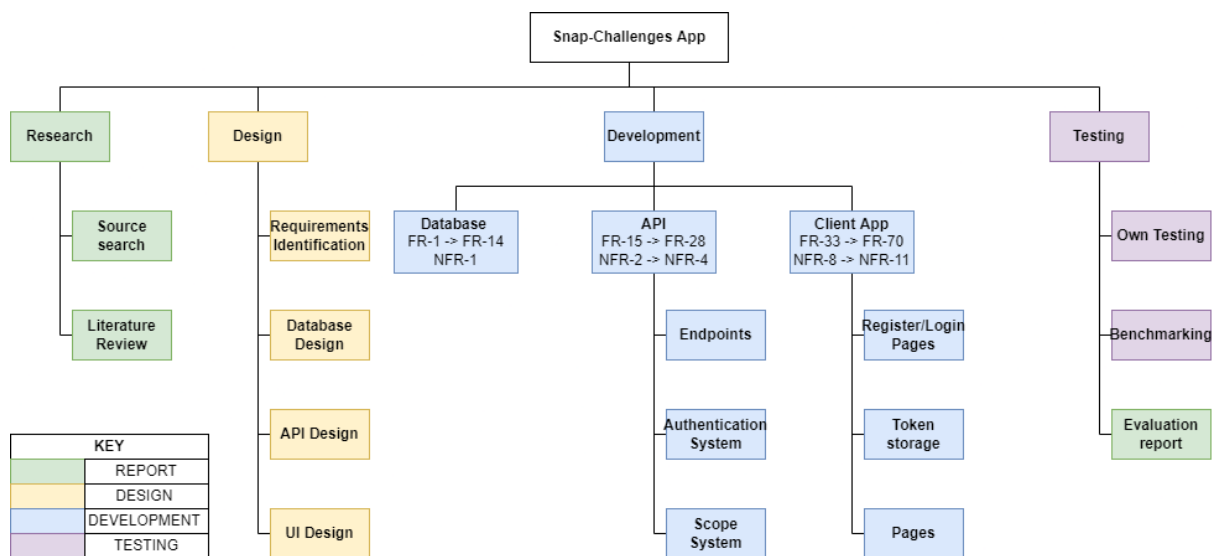 Snap-Challenges App
Research
Design
Development
Testing
Source
search
Requirements
Identification
Database
FR-1 -> FR-14
NFR-1
API
FR-15 -> FR-28
NFR-2 -> NFR-4
Client App
FR-33 -> FR-70
NFR-8 -> NFR-11
Own Testing
Literature
Review
Database
Design
Endpoints
Register/Login
Pages
Benchmarking
API Design
Authentication
System
Token
storage
Evaluation
report
UI Design
Scope
System
Pages
KEY
REPORT
DESIGN
DEVELOPMENT
TESTING